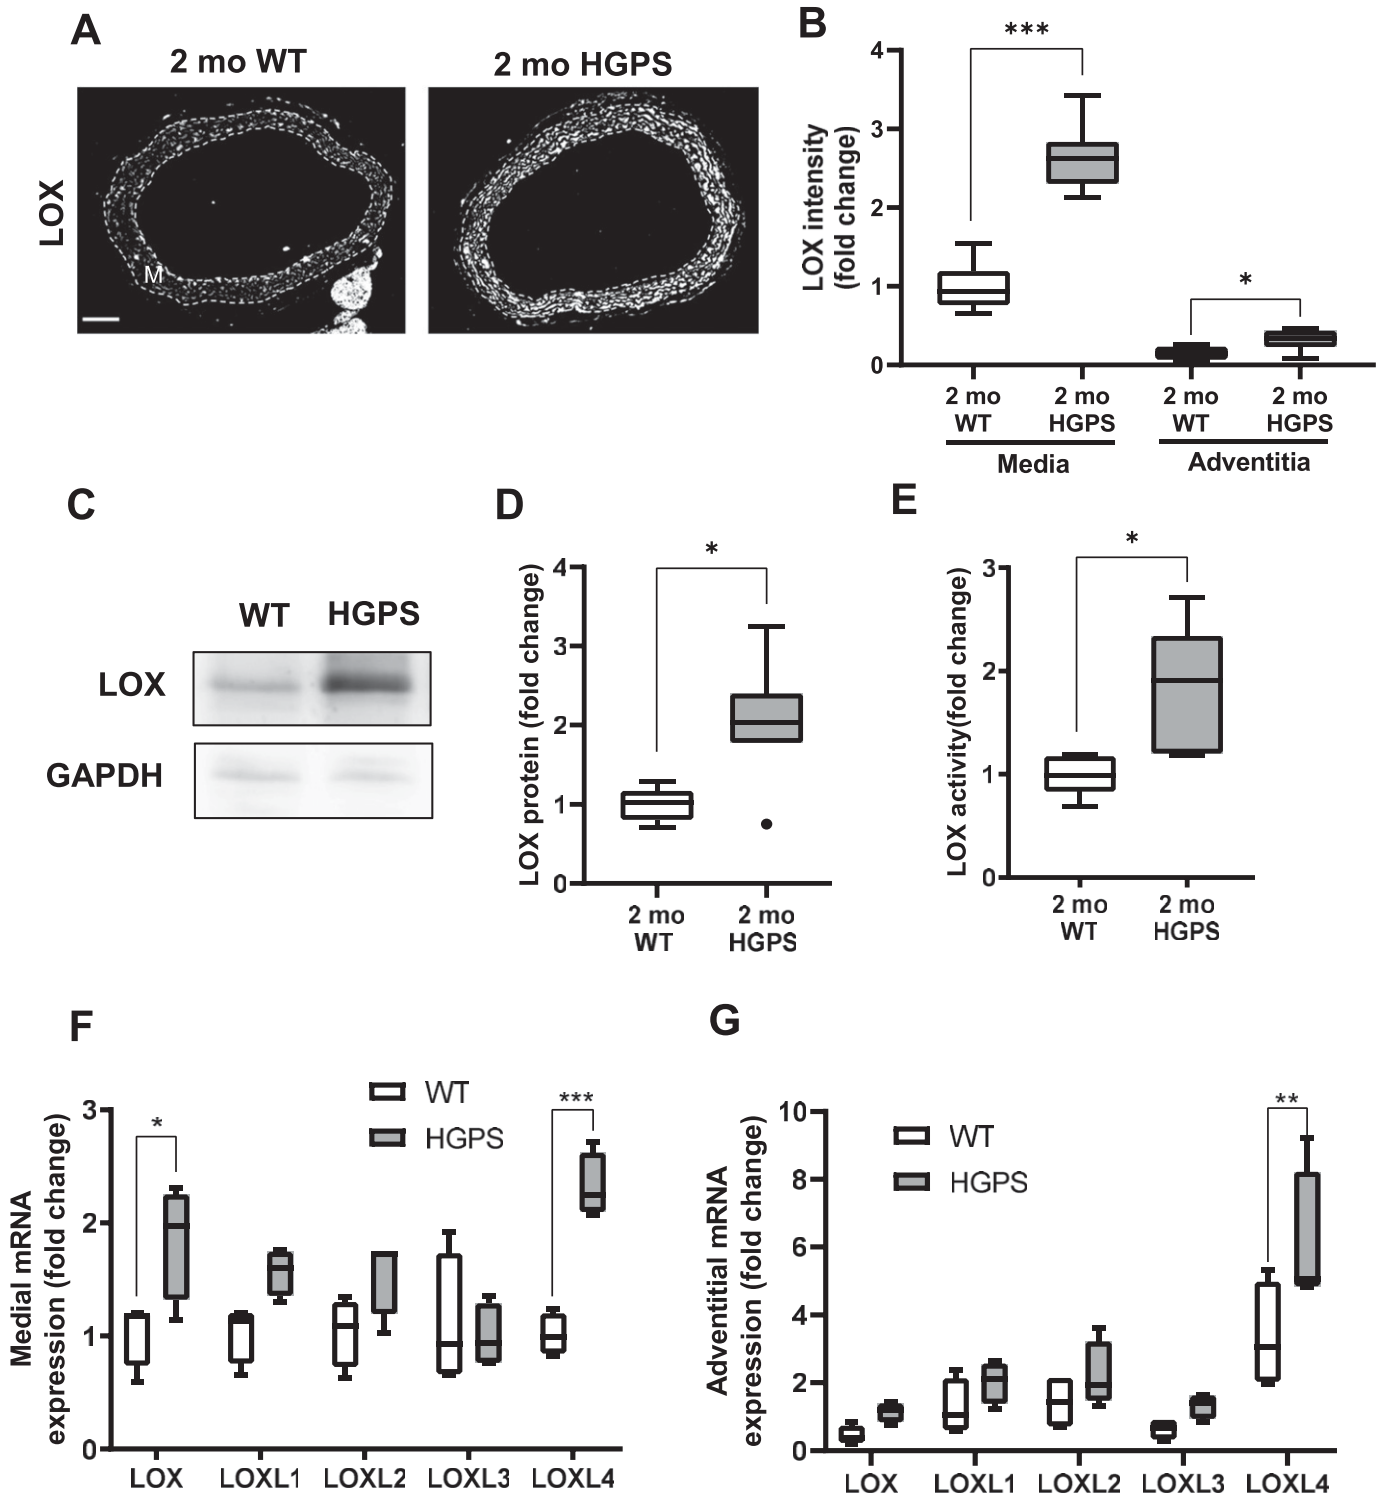 A
2 mo WT
2 mo HGPS
LOX
M
B
LOX intensity
(fold change)
4
3
2
1
0
***
*
2 mo
WT
2 mo
HGPS
2 mo
WT
2 mo
HGPS
Media
Adventitia
C
WT
HGPS
LOX
GAPDH
D
LOX protein (fold change)
4
3
2
1
0
*
2 mo
WT
2 mo
HGPS
E
LOX activity(fold change)
3
2
1
0
*
2 mo
WT
2 mo
HGPS
F
Medial mRNA
expression (fold change)
3
2
1
0
WT
HGPS
*
***
LOX
LOXL1
LOXL2
LOXL3
LOXL4
G
Adventitial mRNA
expression (fold change)
10
8
6
4
2
0
WT
HGPS
**
LOX
LOXL1
LOXL2
LOXL3
LOXL4